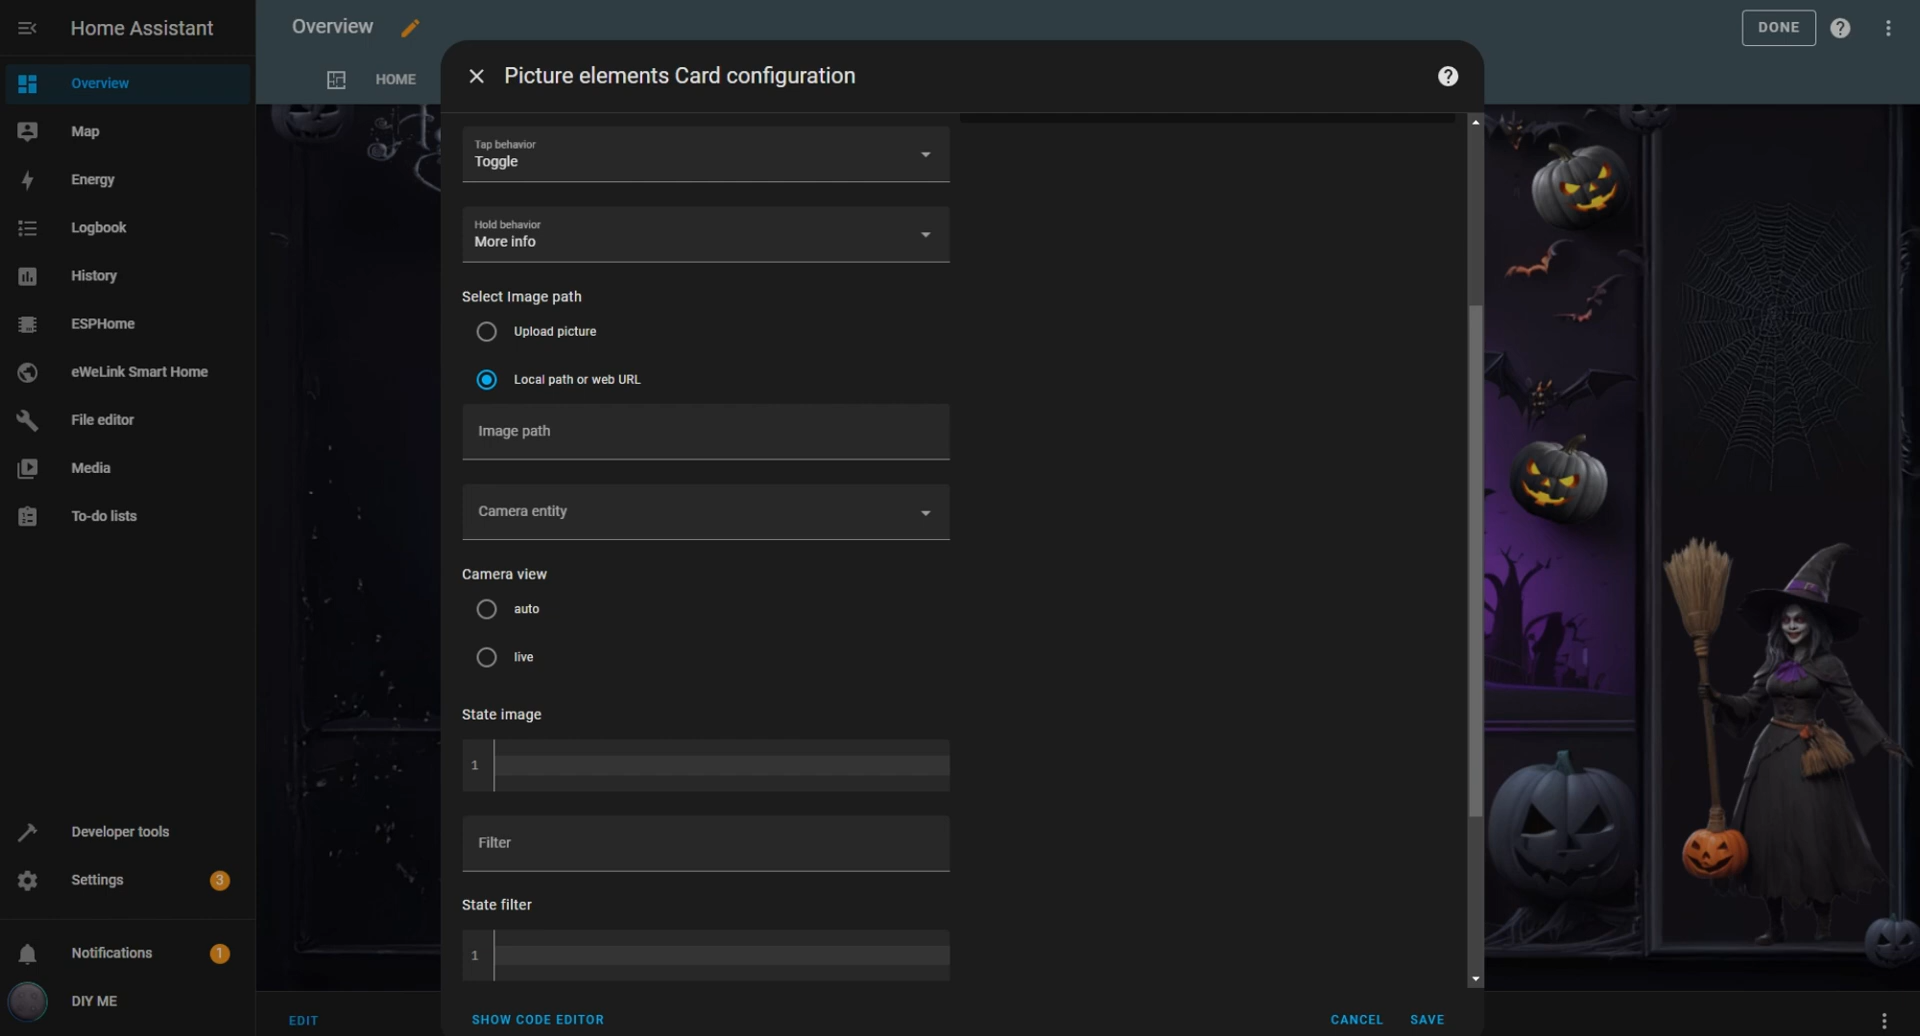 Home Assistant
Overview
Map
Energy
Logbook
History
ESPHome
eWeLink Smart Home
File editor
Media
To-do lists
Developer tools
Settings
3
Notifications
1
DIY ME
Overview
HOME
DONE
Picture elements Card configuration
Tap behavior
Toggle
Hold behavior
More info
Select Image path
Upload picture
Local path or web URL
Image path
Camera entity
Camera view
auto
live
State image
1
Filter
State filter
1
SHOW CODE EDITOR
CANCEL
SAVE
EDIT